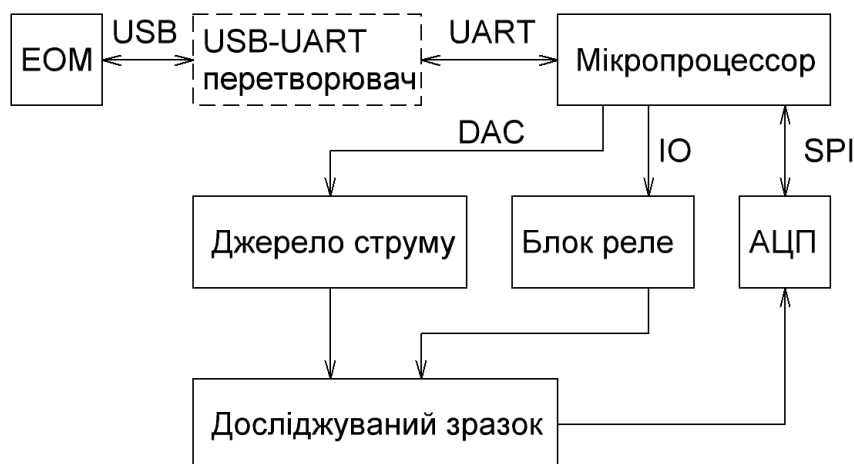 ЕОМ
USB
USB-UART
перетворювач
UART
Мікропроцессор
DAC
IO
SPI
Джерело струму
Блок реле
АЦП
Досліджуваний зразок